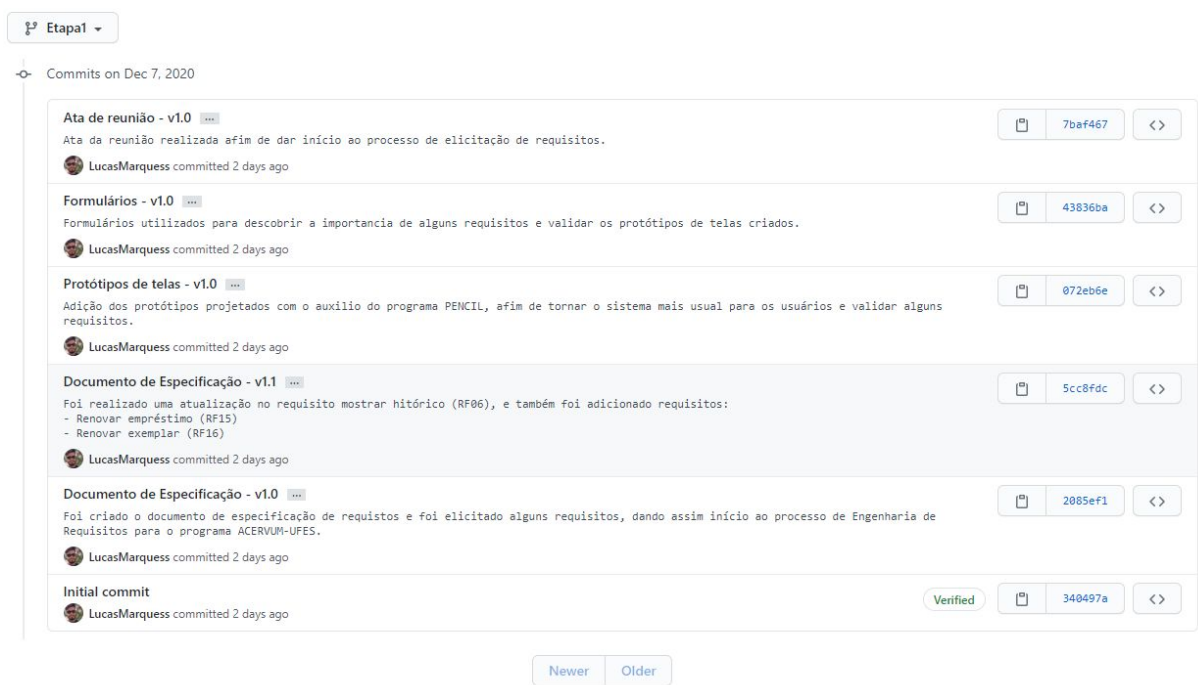 Etapa1
Commits on Dec 7, 2020
Ata de reunião - v1.0 ...
7baf467
Ata da reunião realizada afim de dar início ao processo de elicitação de requisitos.
LucasMarquess committed 2 days ago
Formulários - v1.0 ...
43836ba
Formulários utilizados para descobrir a importancia de alguns requisitos e validar os protótipos de telas criados.
LucasMarquess committed 2 days ago
Protótipos de telas - v1.0 ...
072eb6e
Adição dos protótipos projetados com o auxilio do programa PENCIL, afim de tornar o sistema mais usual para os usuários e validar alguns
requisitos.
LucasMarquess committed 2 days ago
Documento de Especificação - v1.1 ...
5cc8fdc
Foi realizado uma atualização no requisito mostrar hitórico (RF06), e também foi adicionado requisitos:
- Renovar empréstimo (RF15)
- Renovar exemplar (RF16)
LucasMarquess committed 2 days ago
Documento de Especificação - v1.0 ...
2085ef1
Foi criado o documento de especificação de requistos e foi elicitado alguns requisitos, dando assim início ao processo de Engenharia de
Requisitos para o programa ACERVUM-UFES.
LucasMarquess committed 2 days ago
Initial commit
Verified 340497a
LucasMarquess committed 2 days ago
Newer Older